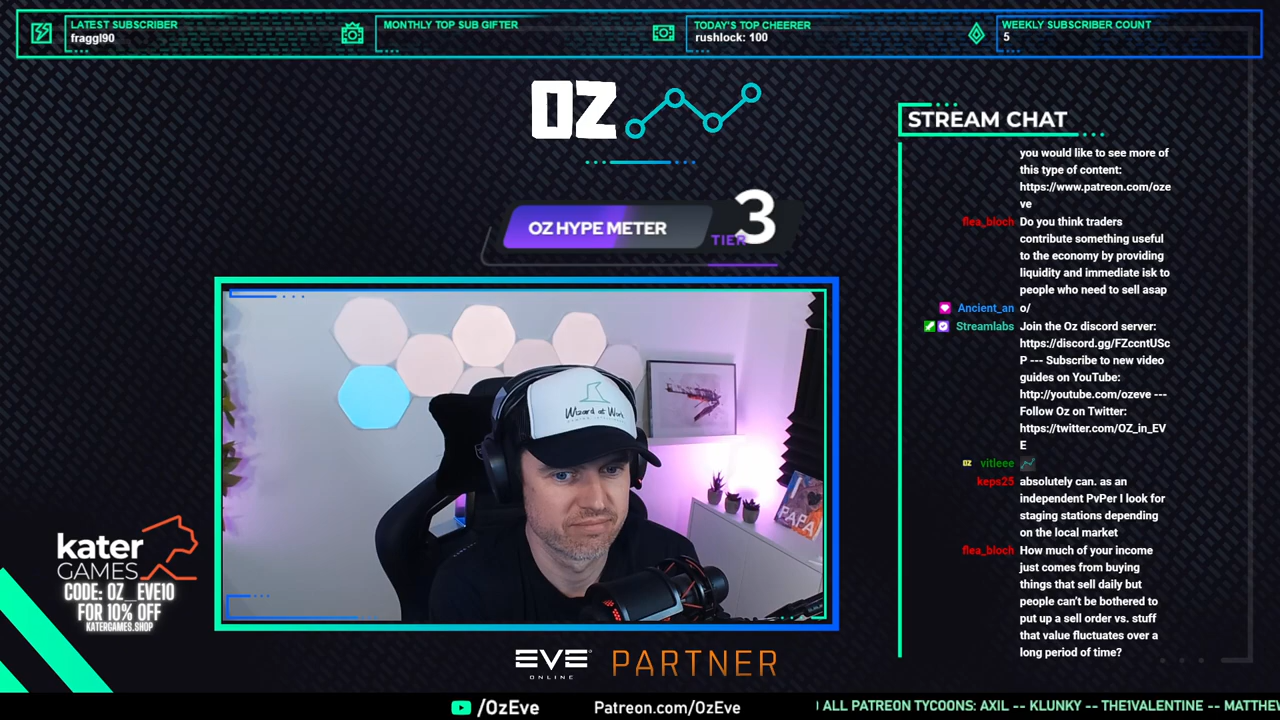 LATEST SUBSCRIBER
fraggl90
MONTHLY TOP SUB GIFTER
TODAY'S TOP CHEERER
rushlock: 100
WEEKLY SUBSCRIBER COUNT
5
OZ
OZ HYPE METER
TIER 3
STREAM CHAT
you would like to see more of
this type of content:
https://www.patreon.com/oze
ve
flea_bloch Do you think traders
contribute something useful
to the economy by providing
liquidity and immediate isk to
people who need to sell asap
Ancient_an o/
Streamlabs Join the Oz discord server:
https://discord.gg/FZccntUSc
P --- Subscribe to new video
guides on YouTube:
http://youtube.com/ozeve ---
Follow Oz on Twitter:
https://twitter.com/OZ_in_EV
E
OZ vitleee
keps25 absolutely can. as an
independent PvPer I look for
staging stations depending
on the local market
flea_bloch How much of your income
just comes from buying
things that sell daily but
people can't be bothered to
put up a sell order vs. stuff
that value fluctuates over a
long period of time?
Wizard at Work
PAPA
kater
GAMES
CODE: OZ_EVE10
FOR 10% OFF
KATERGAMES.SHOP
EVE
ONLINE
PARTNER
/OzEve
Patreon.com/OzEve
ALL PATREON TYCOONS: AXIL -- KLUNKY -- THE1VALENTINE -- MATTHEW